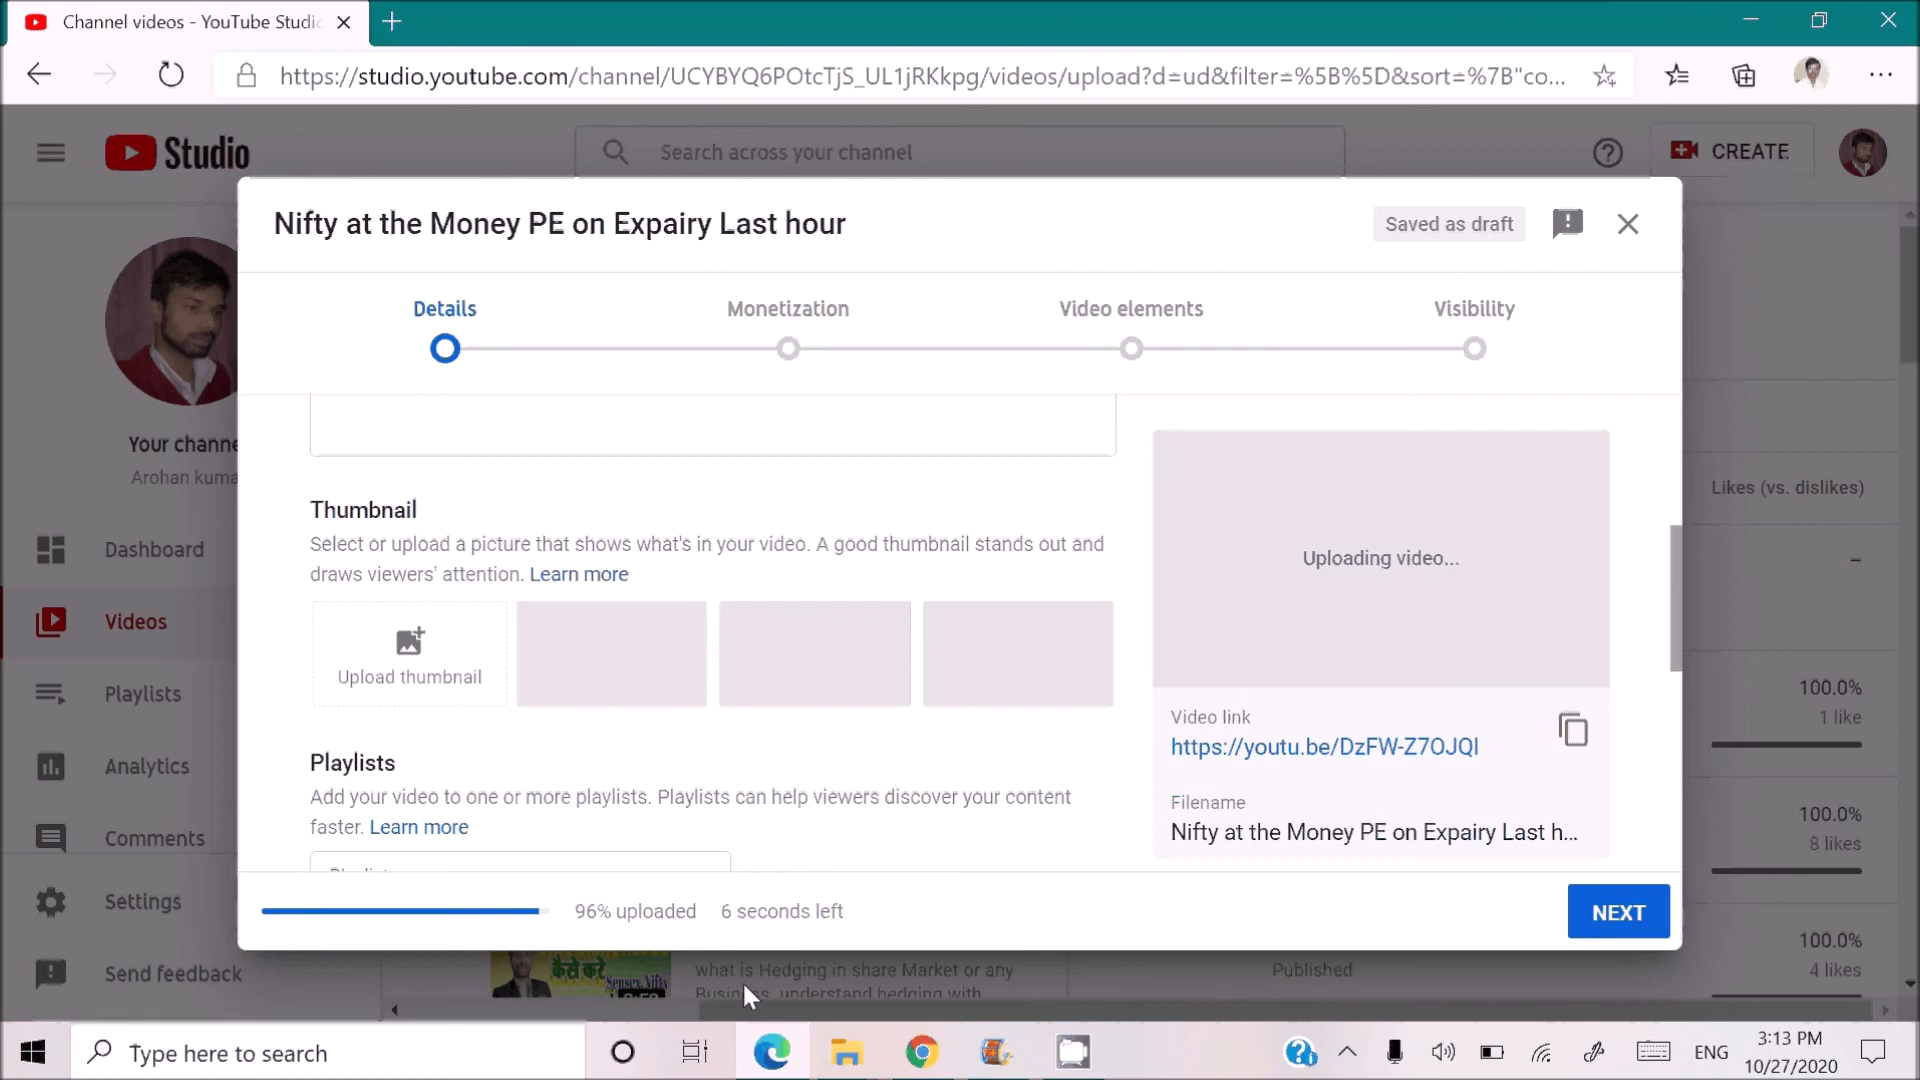 Channel videos - YouTube Studio
https://studio.youtube.com/channel/UCYBYQ6POtcTjS_UL1jRKkpg/videos/upload?d=ud&filter=%5B%5D&sort=%7B"co...
Studio
Search across your channel
CREATE
Nifty at the Money PE on Expairy Last hour
Saved as draft
Details
Monetization
Video elements
Visibility
Your channe
Arohan kuma
Dashboard
Videos
Playlists
Analytics
Comments
Settings
Send feedback
Thumbnail
Select or upload a picture that shows what's in your video. A good thumbnail stands out and
draws viewers' attention. Learn more
Upload thumbnail
Playlists
Add your video to one or more playlists. Playlists can help viewers discover your content
faster. Learn more
Uploading video...
Video link
https://youtu.be/DzFW-Z7OJQI
Filename
Nifty at the Money PE on Expairy Last h...
96% uploaded
6 seconds left
NEXT
Likes (vs. dislikes)
–
100.0%
1 like
100.0%
8 likes
100.0%
4 likes
कैसे करे
what is Hedging in share Market or any
Business, understand hedging with
Published
Type here to search
ENG
3:13 PM
10/27/2020